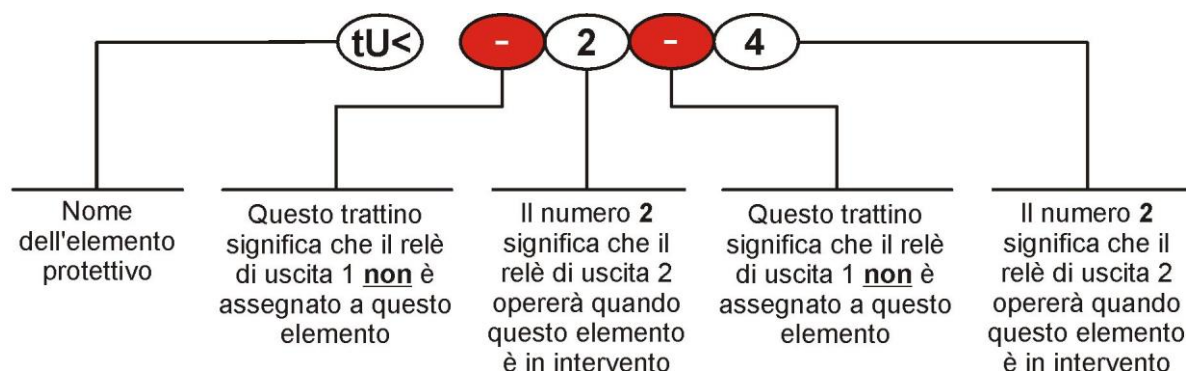 tU< - 2 - 4
Nome
dell'elemento
protettivo
Questo trattino
significa che il relè
di uscita 1 non è
assegnato a questo
elemento
Il numero 2
significa che il
relè di uscita 2
opererà quando
questo elemento
è in intervento
Questo trattino
significa che il relè
di uscita 1 non è
assegnato a questo
elemento
Il numero 2
significa che il
relè di uscita 2
opererà quando
questo elemento
è in intervento